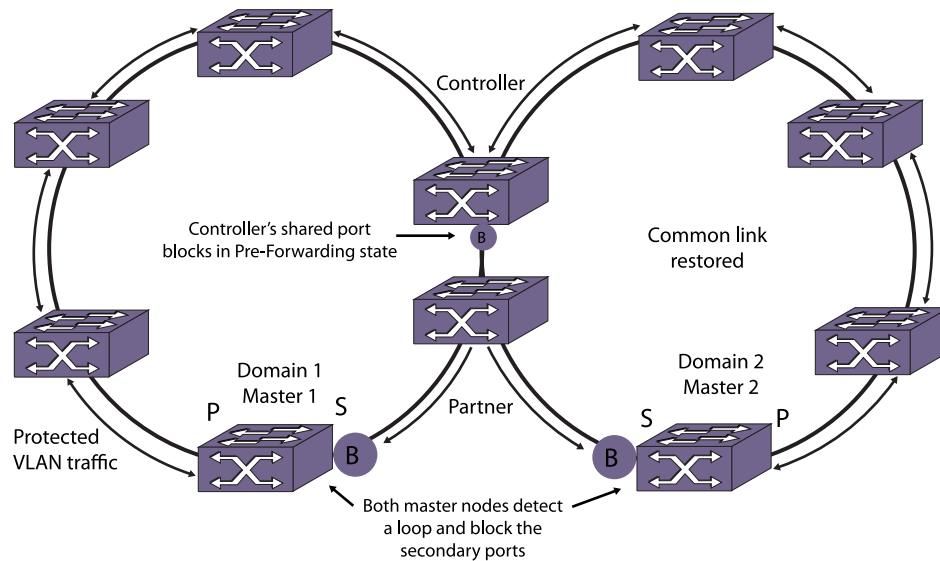 Controller
Controller's shared port
blocks in Pre-Forwarding state
B
Common link
restored
Domain 1
Master 1
P
S
Protected
VLAN traffic
B
Partner
Domain 2
Master 2
S
P
B
Both master nodes detect
a loop and block the
secondary ports